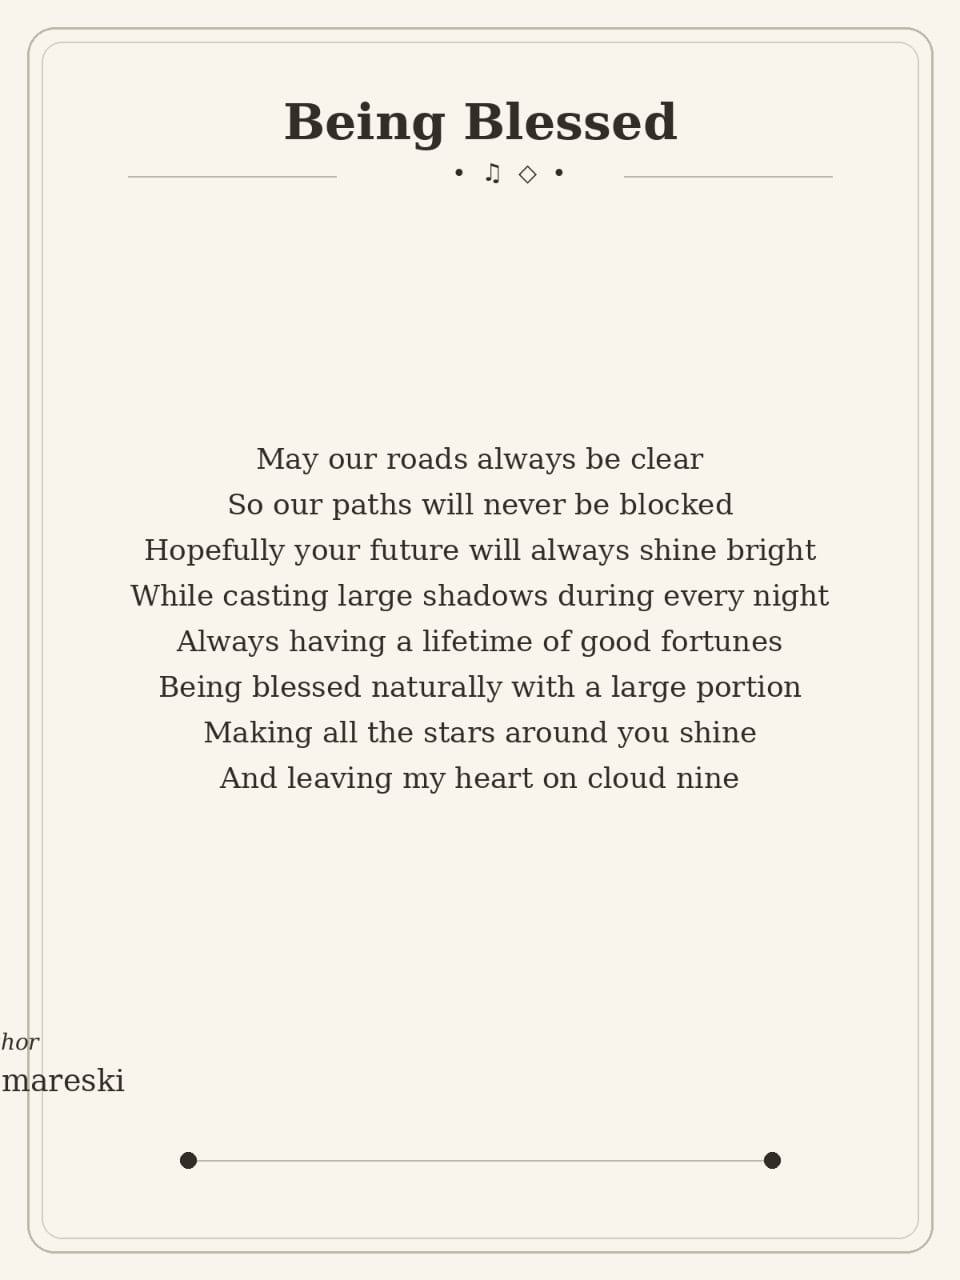 Being Blessed
• ♫ ◇ •
May our roads always be clear
So our paths will never be blocked
Hopefully your future will always shine bright
While casting large shadows during every night
Always having a lifetime of good fortunes
Being blessed naturally with a large portion
Making all the stars around you shine
And leaving my heart on cloud nine
hor
mareski